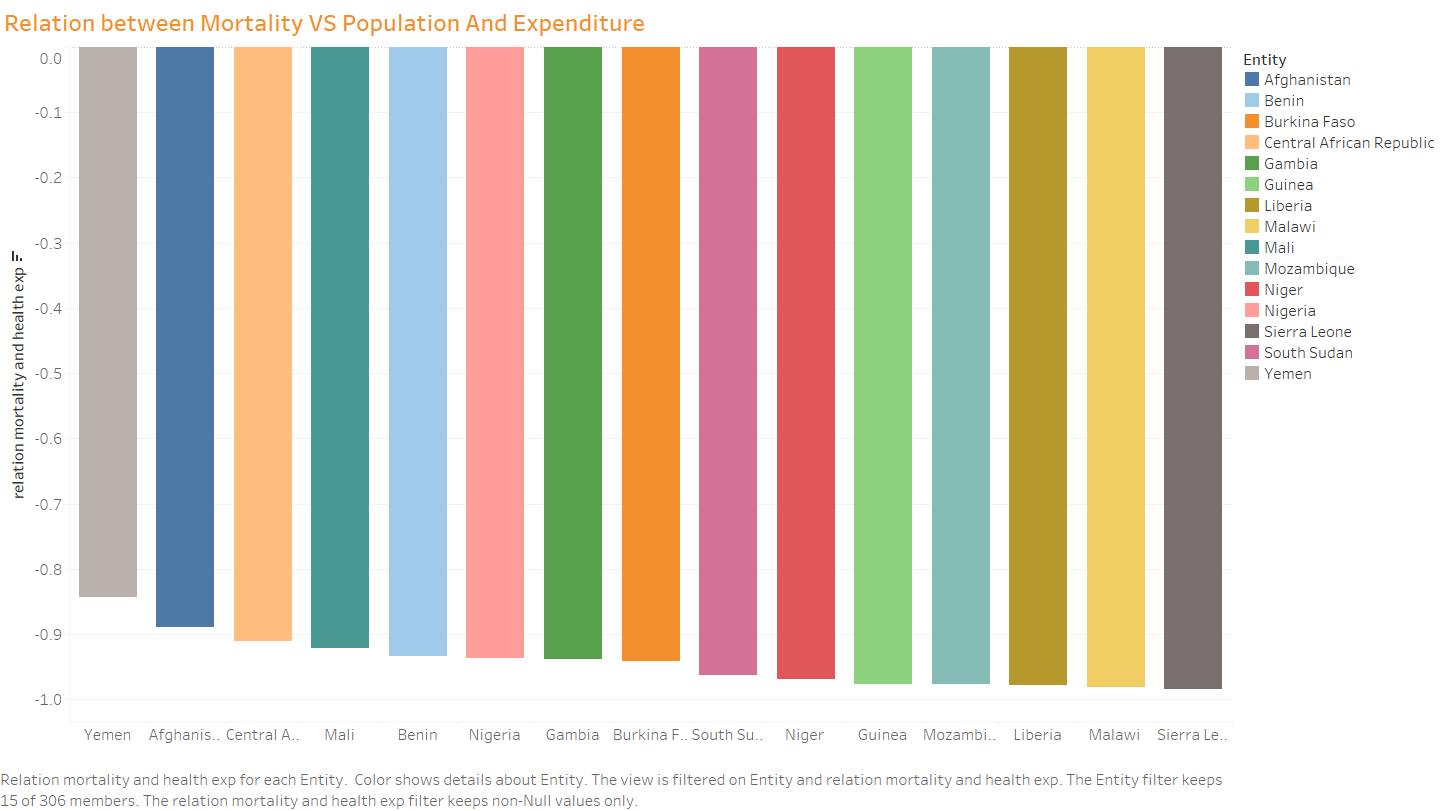 Relation between Mortality VS Population And Expenditure
0.0
-0.1
-0.2
-0.3
-0.4
-0.5
-0.6
-0.7
-0.8
-0.9
-1.0
relation mortality and health exp
Yemen Afghanis.. Central A.. Mali Benin Nigeria Gambia Burkina F.. South Su.. Niger Guinea Mozambi.. Liberia Malawi Sierra Le..
Entity
Afghanistan
Benin
Burkina Faso
Central African Republic
Gambia
Guinea
Liberia
Malawi
Mali
Mozambique
Niger
Nigeria
Sierra Leone
South Sudan
Yemen
Relation mortality and health exp for each Entity.  Color shows details about Entity. The view is filtered on Entity and relation mortality and health exp. The Entity filter keeps
15 of 306 members. The relation mortality and health exp filter keeps non-Null values only.